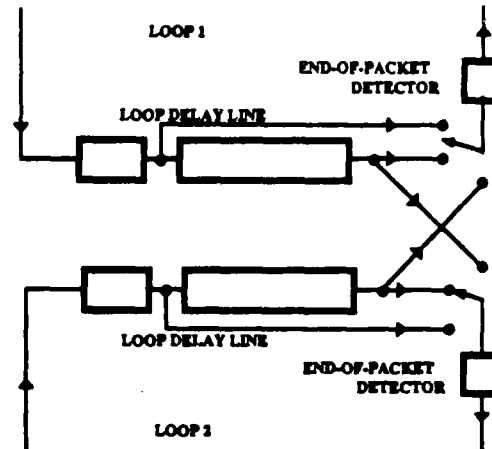 LOOP 1
END-OF-PACKET
DETECTOR
LOOP DELAY LINE
LOOP DELAY LINE
END-OF-PACKET
DETECTOR
LOOP 2